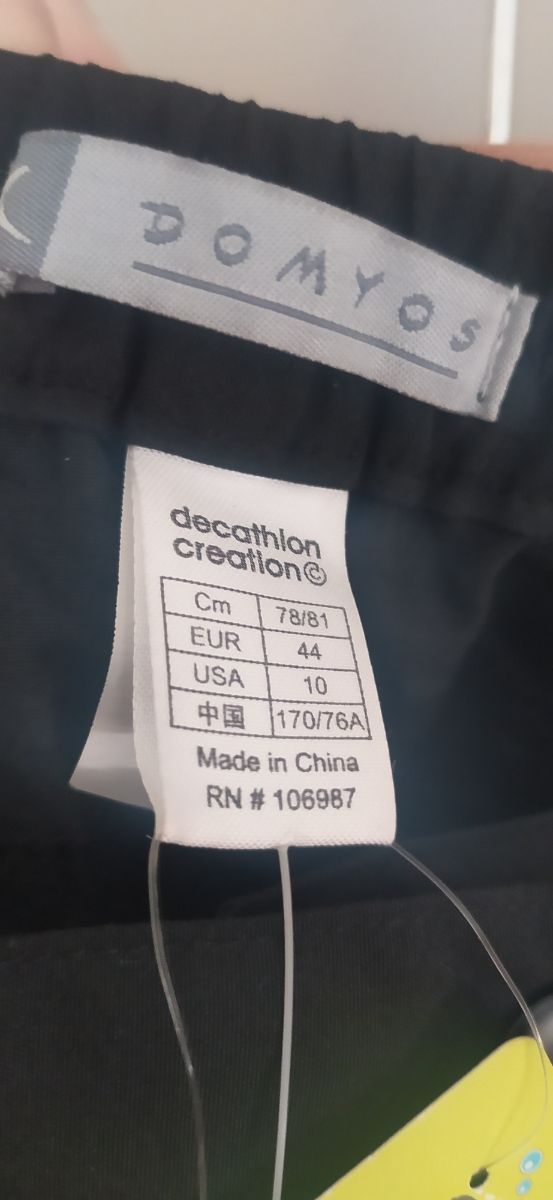 DOMYOS
decathlon
creation©
Cm 78/81
EUR 44
USA 10
中国 170/76A
Made in China
RN # 106987